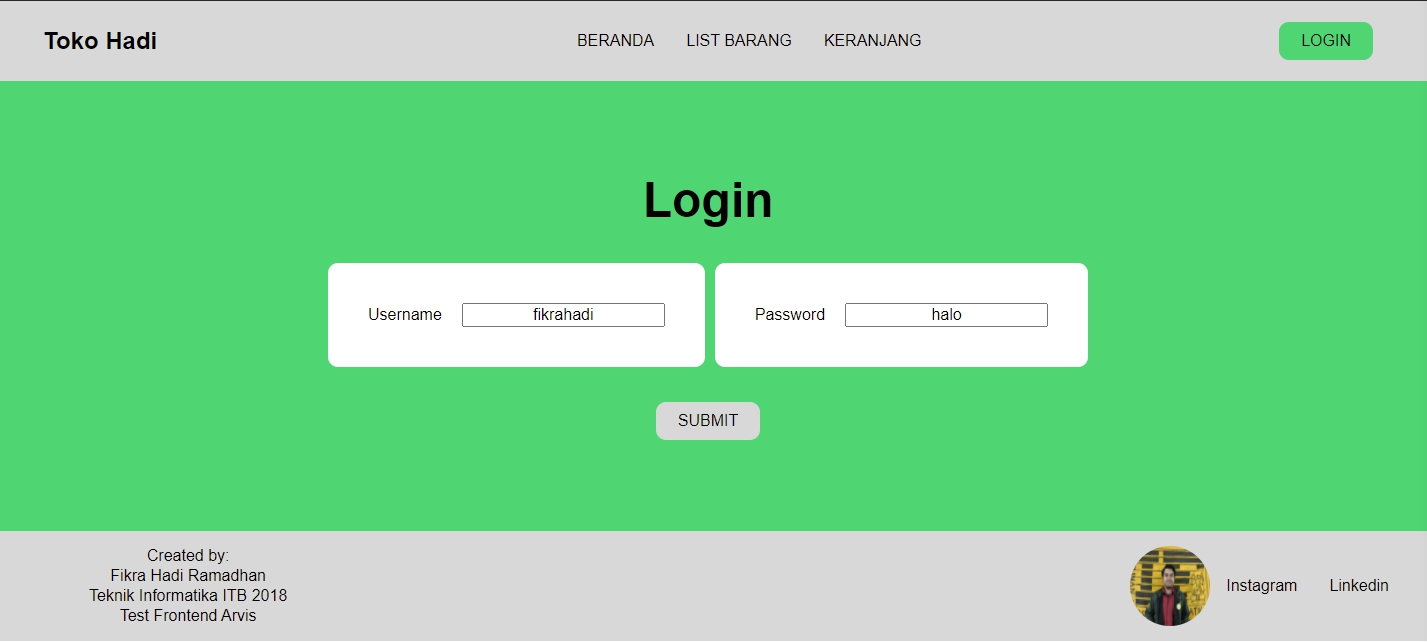 Toko Hadi
BERANDA LIST BARANG KERANJANG
LOGIN
Login
Username fikrahadi
Password halo
SUBMIT
Created by:
Fikra Hadi Ramadhan
Teknik Informatika ITB 2018
Test Frontend Arvis
Instagram Linkedin